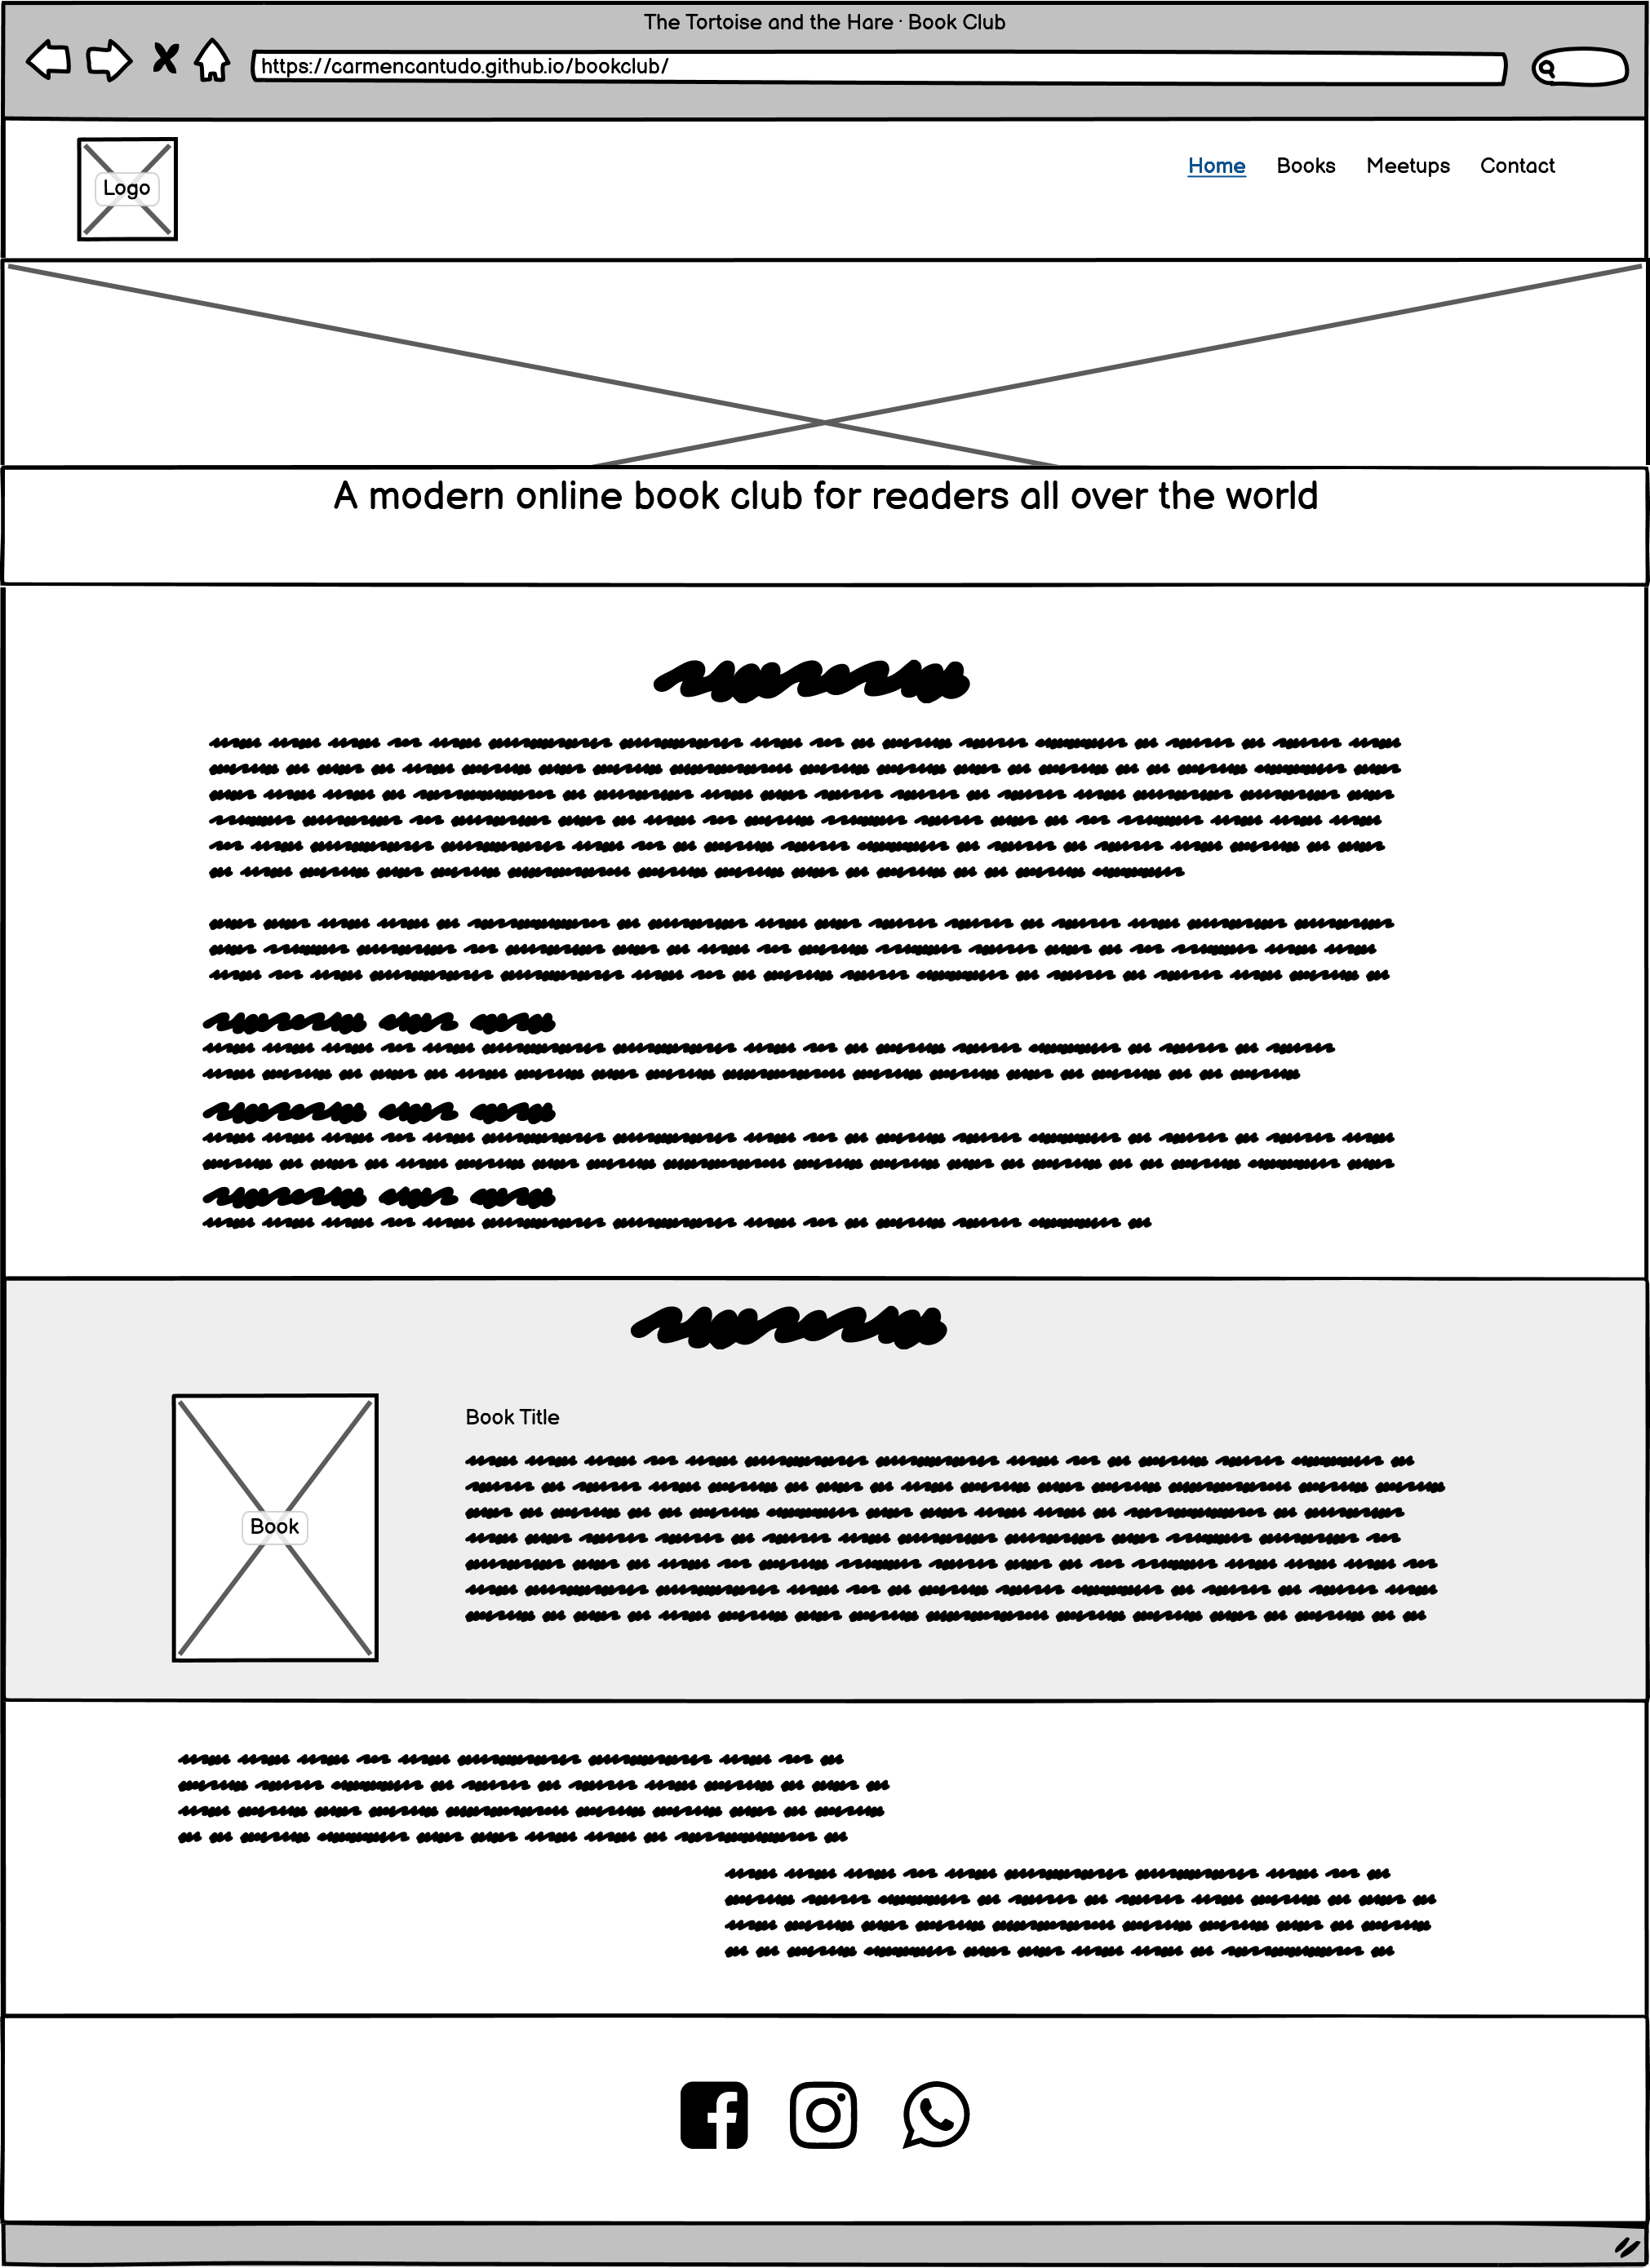 The Tortoise and the Hare · Book Club
https://carmencantudo.github.io/bookclub/
Logo
Home Books Meetups Contact
A modern online book club for readers all over the world
Book Title
Book